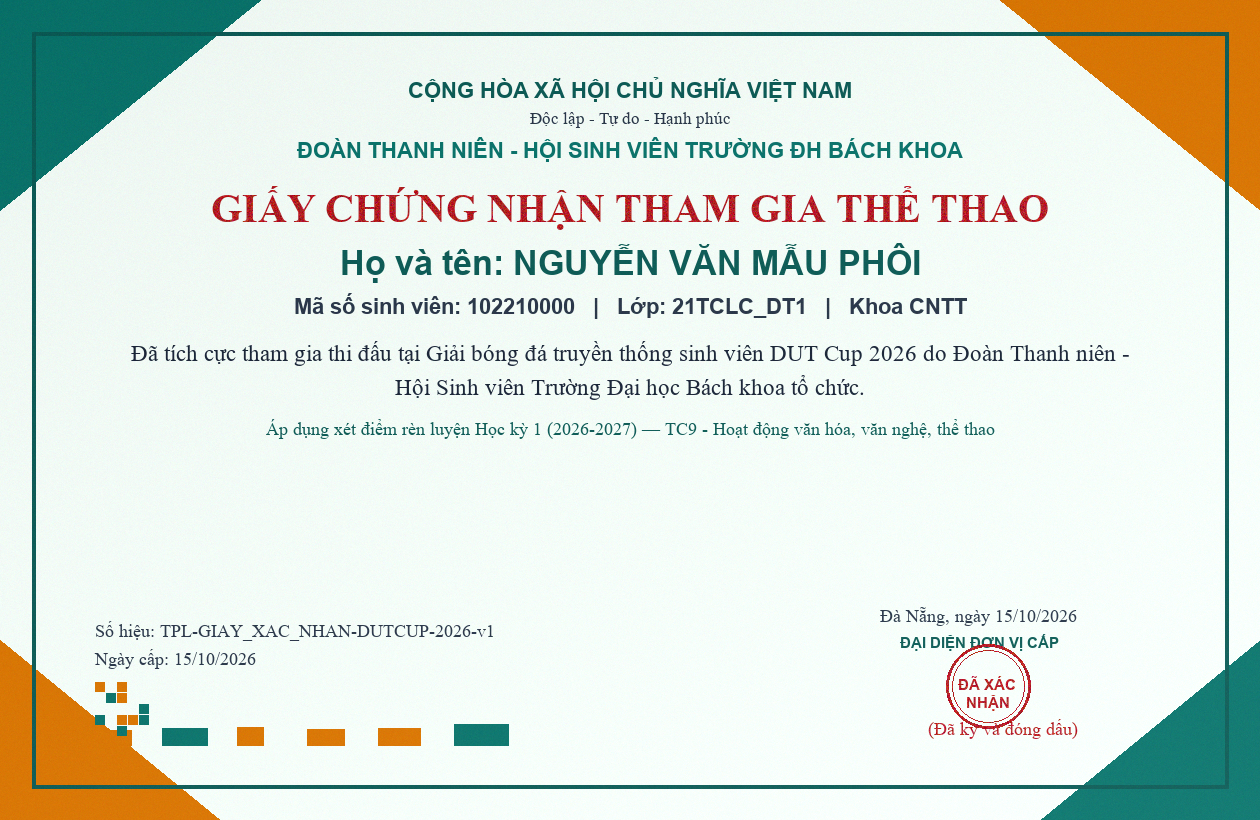 CỘNG HÒA XÃ HỘI CHỦ NGHĨA VIỆT NAM
Độc lập - Tự do - Hạnh phúc
ĐOÀN THANH NIÊN - HỘI SINH VIÊN TRƯỜNG ĐH BÁCH KHOA
GIẤY CHỨNG NHẬN THAM GIA THỂ THAO
Họ và tên: NGUYỄN VĂN MẪU PHÔI
Mã số sinh viên: 102210000 | Lớp: 21TCLC_DT1 | Khoa CNTT
Đã tích cực tham gia thi đấu tại Giải bóng đá truyền thống sinh viên DUT Cup 2026 do Đoàn Thanh niên -
Hội Sinh viên Trường Đại học Bách khoa tổ chức.
Áp dụng xét điểm rèn luyện Học kỳ 1 (2026-2027) — TC9 - Hoạt động văn hóa, văn nghệ, thể thao
Số hiệu: TPL-GIAY_XAC_NHAN-DUTCUP-2026-v1
Ngày cấp: 15/10/2026
Đà Nẵng, ngày 15/10/2026
ĐẠI DIỆN ĐƠN VỊ CẤP
ĐÃ XÁC
NHẬN
(Đã ký và đóng dấu)